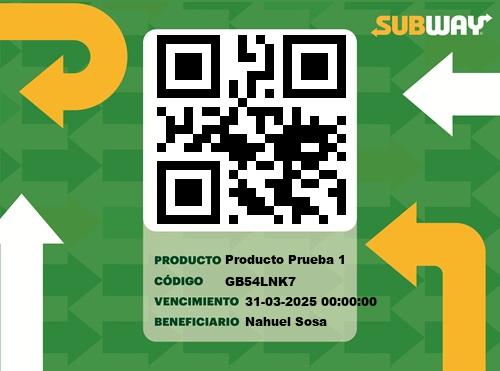 SUBWAY
PRODUCTO Producto Prueba 1
CÓDIGO GB54LNK7
VENCIMIENTO 31-03-2025 00:00:00
BENEFICIARIO Nahuel Sosa